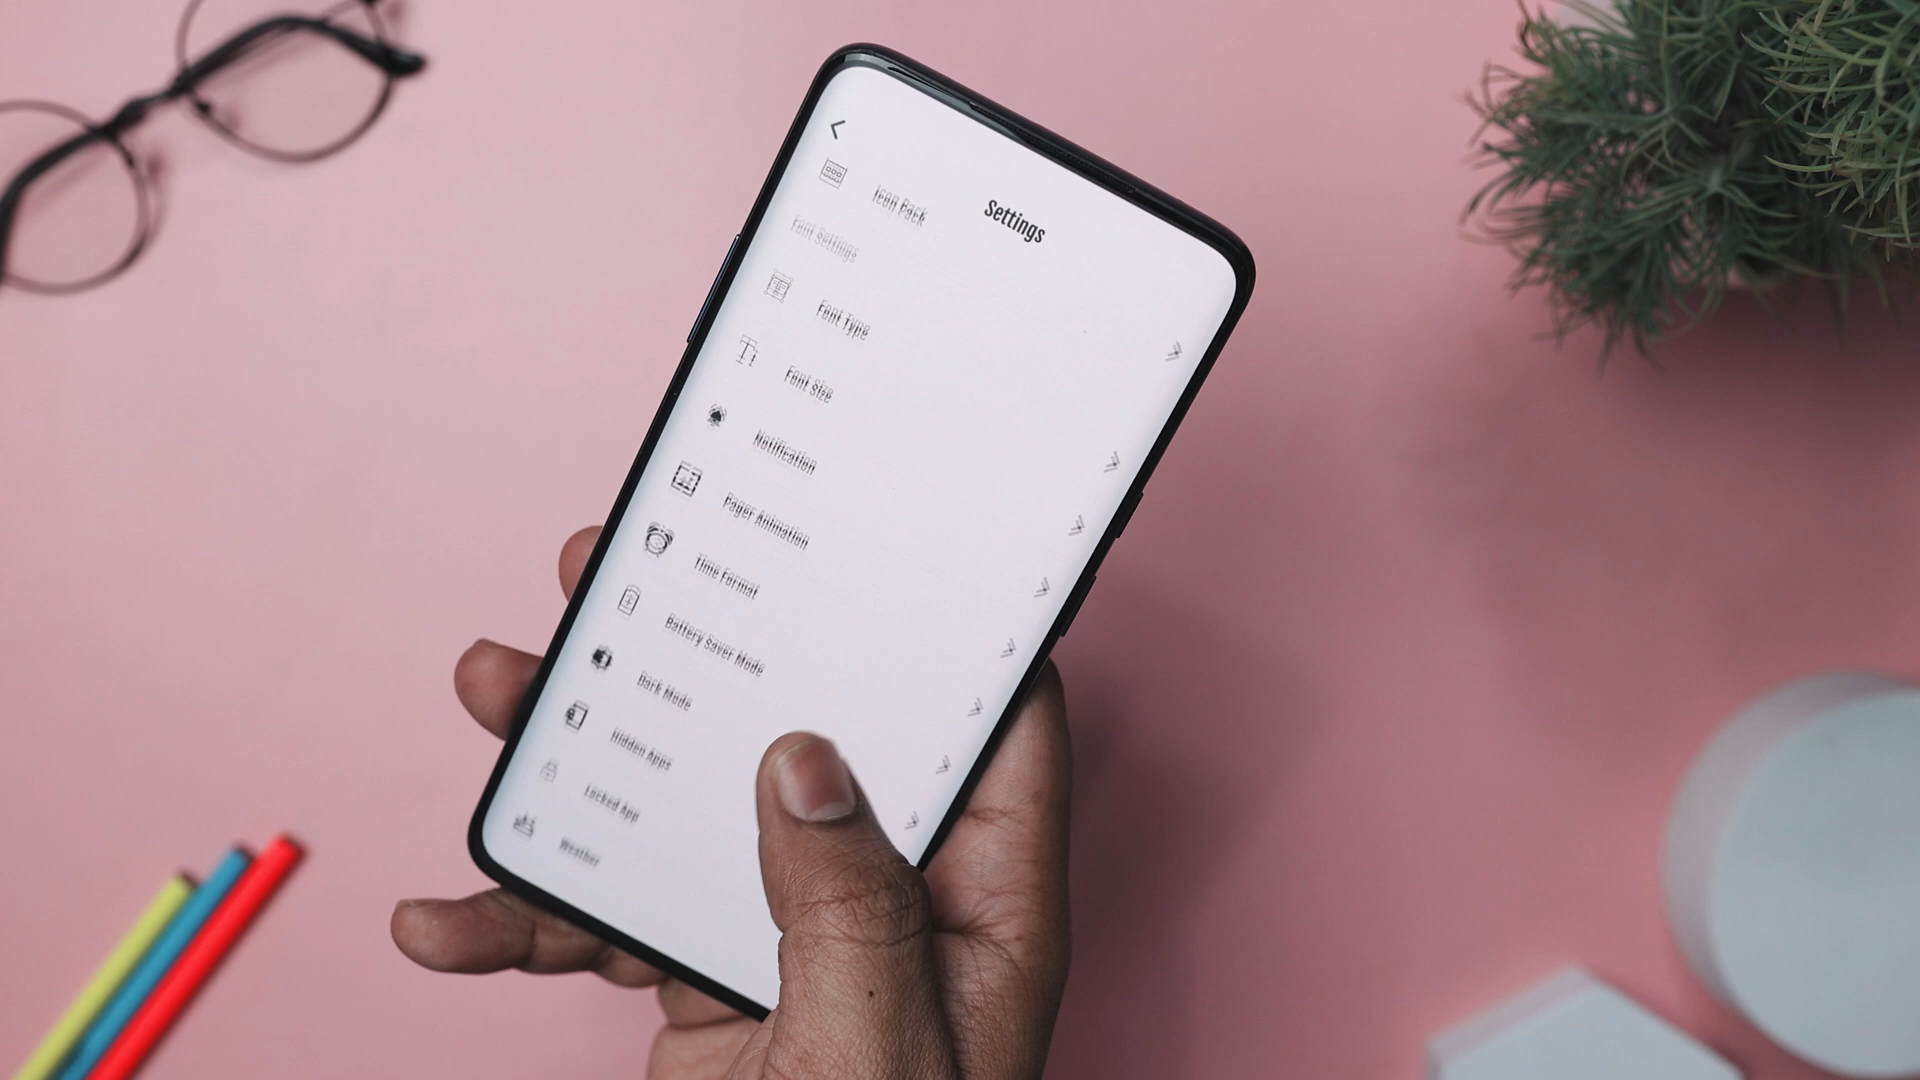 Settings
Icon Pack
Font Settings
Font Type
Font Size
Notification
Pager Animation
Time Format
Battery Saver Mode
Dark Mode
Hidden Apps
Locked App
Weather